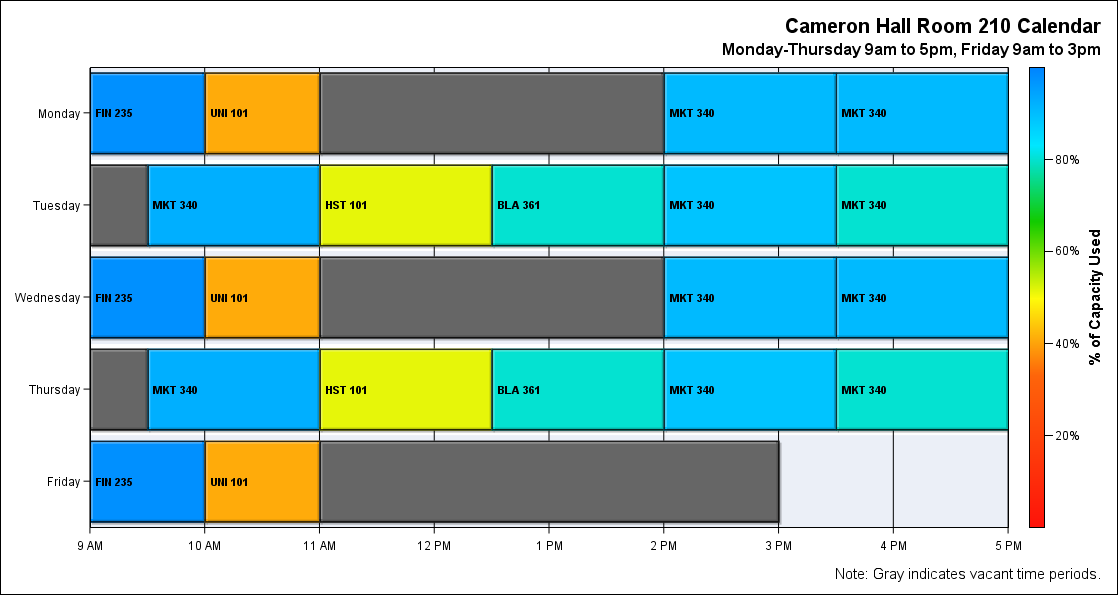 Cameron Hall Room 210 Calendar
Monday-Thursday 9am to 5pm, Friday 9am to 3pm
Monday
FIN 235
UNI 101
MKT 340
MKT 340
Tuesday
MKT 340
HST 101
BLA 361
MKT 340
MKT 340
Wednesday
FIN 235
UNI 101
MKT 340
MKT 340
Thursday
MKT 340
HST 101
BLA 361
MKT 340
MKT 340
Friday
FIN 235
UNI 101
9 AM
10 AM
11 AM
12 PM
1 PM
2 PM
3 PM
4 PM
5 PM
80%
60%
40%
20%
% of Capacity Used
Note: Gray indicates vacant time periods.